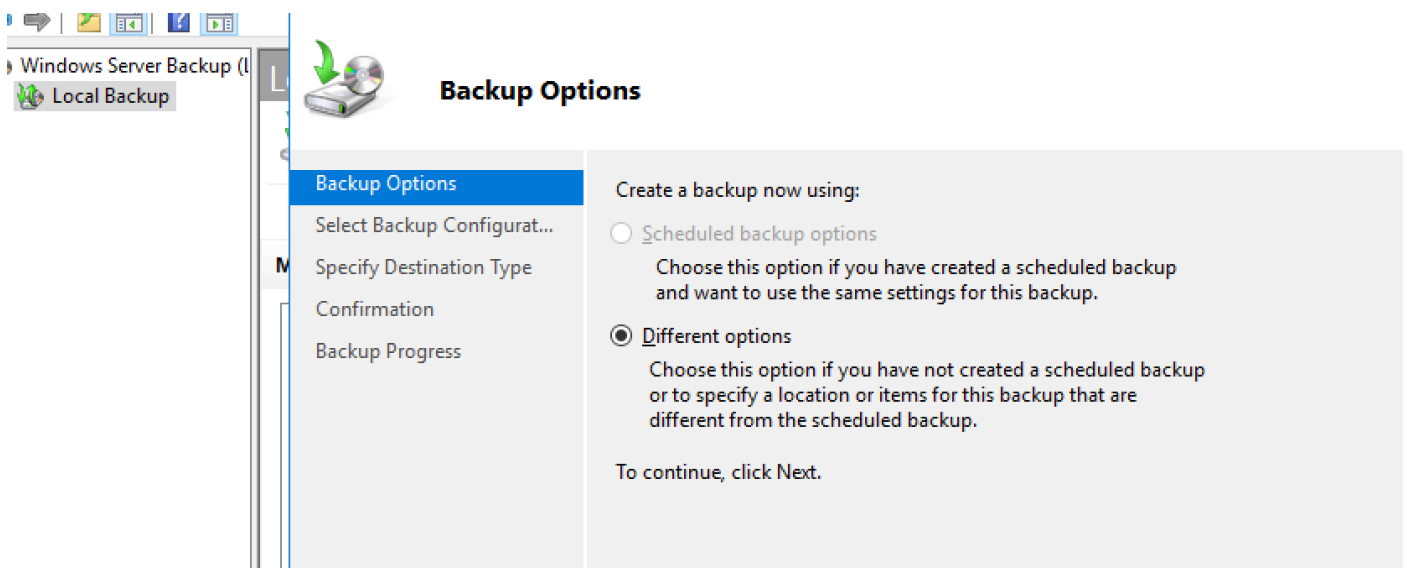 Windows Server Backup (l
Local Backup
Backup Options
Backup Options
Select Backup Configurat...
Specify Destination Type
Confirmation
Backup Progress
Create a backup now using:
Scheduled backup options
Choose this option if you have created a scheduled backup
and want to use the same settings for this backup.
Different options
Choose this option if you have not created a scheduled backup
or to specify a location or items for this backup that are
different from the scheduled backup.
To continue, click Next.